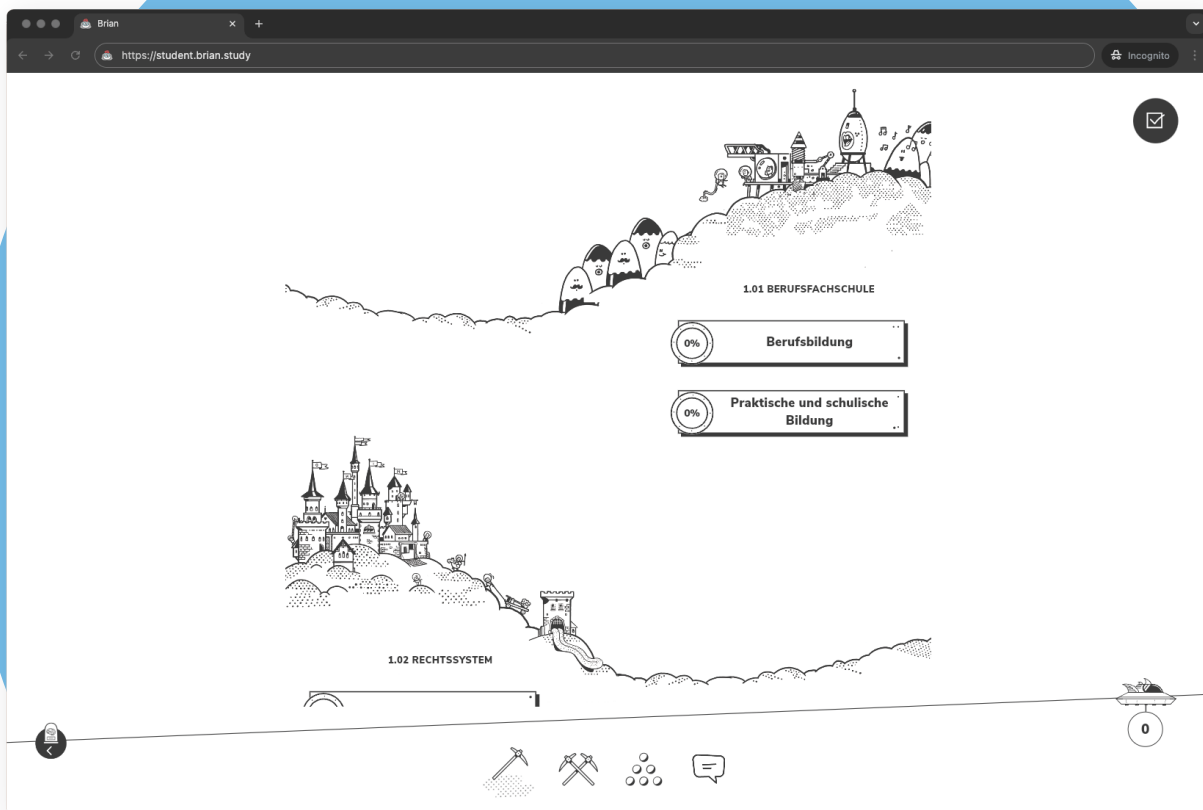 Brian
https://student.brian.study
Incognito
1.01 BERUFSFACHSCHULE
0%
Berufsbildung
0%
Praktische und schulische
Bildung
1.02 RECHTSSYSTEM
0